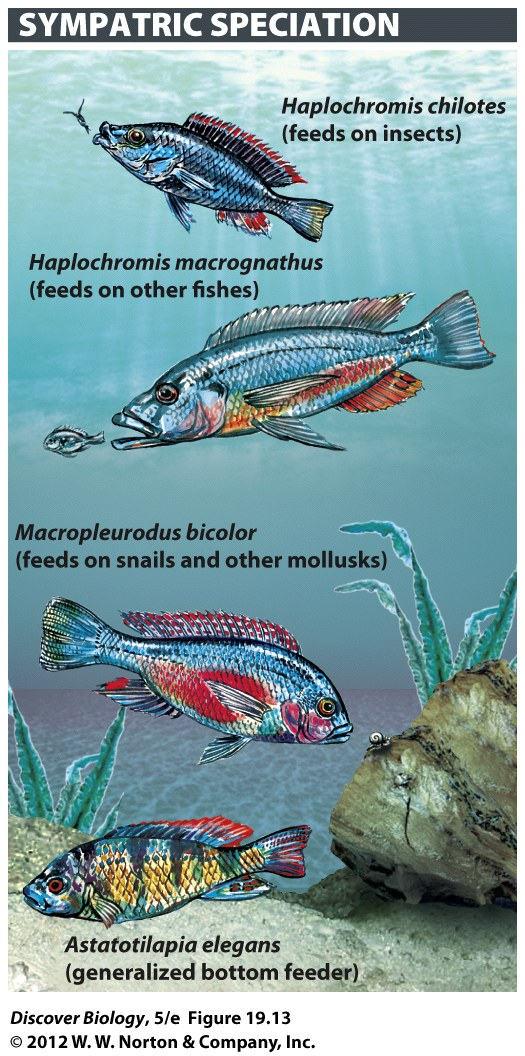 SYMPATRIC SPECIATION
Haplochromis chilotes
(feeds on insects)
Haplochromis macrognathus
(feeds on other fishes)
Macropleurodus bicolor
(feeds on snails and other mollusks)
Astatotilapia elegans
(generalized bottom feeder)
Discover Biology, 5/e Figure 19.13
© 2012 W. W. Norton & Company, Inc.